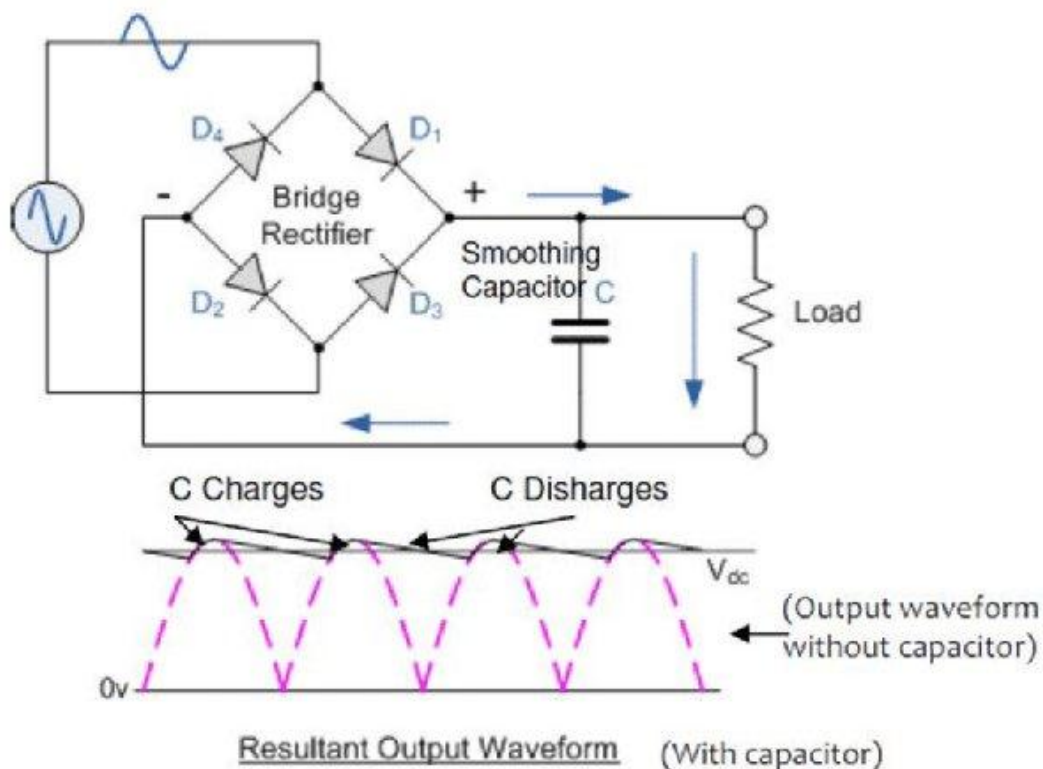 D4
D1
- +
Bridge
Rectifier
Smoothing
Capacitor C
D2
D3
Load
C Charges
C Disharges
Vdc
(Output waveform
without capacitor)
0v
Resultant Output Waveform (With capacitor)